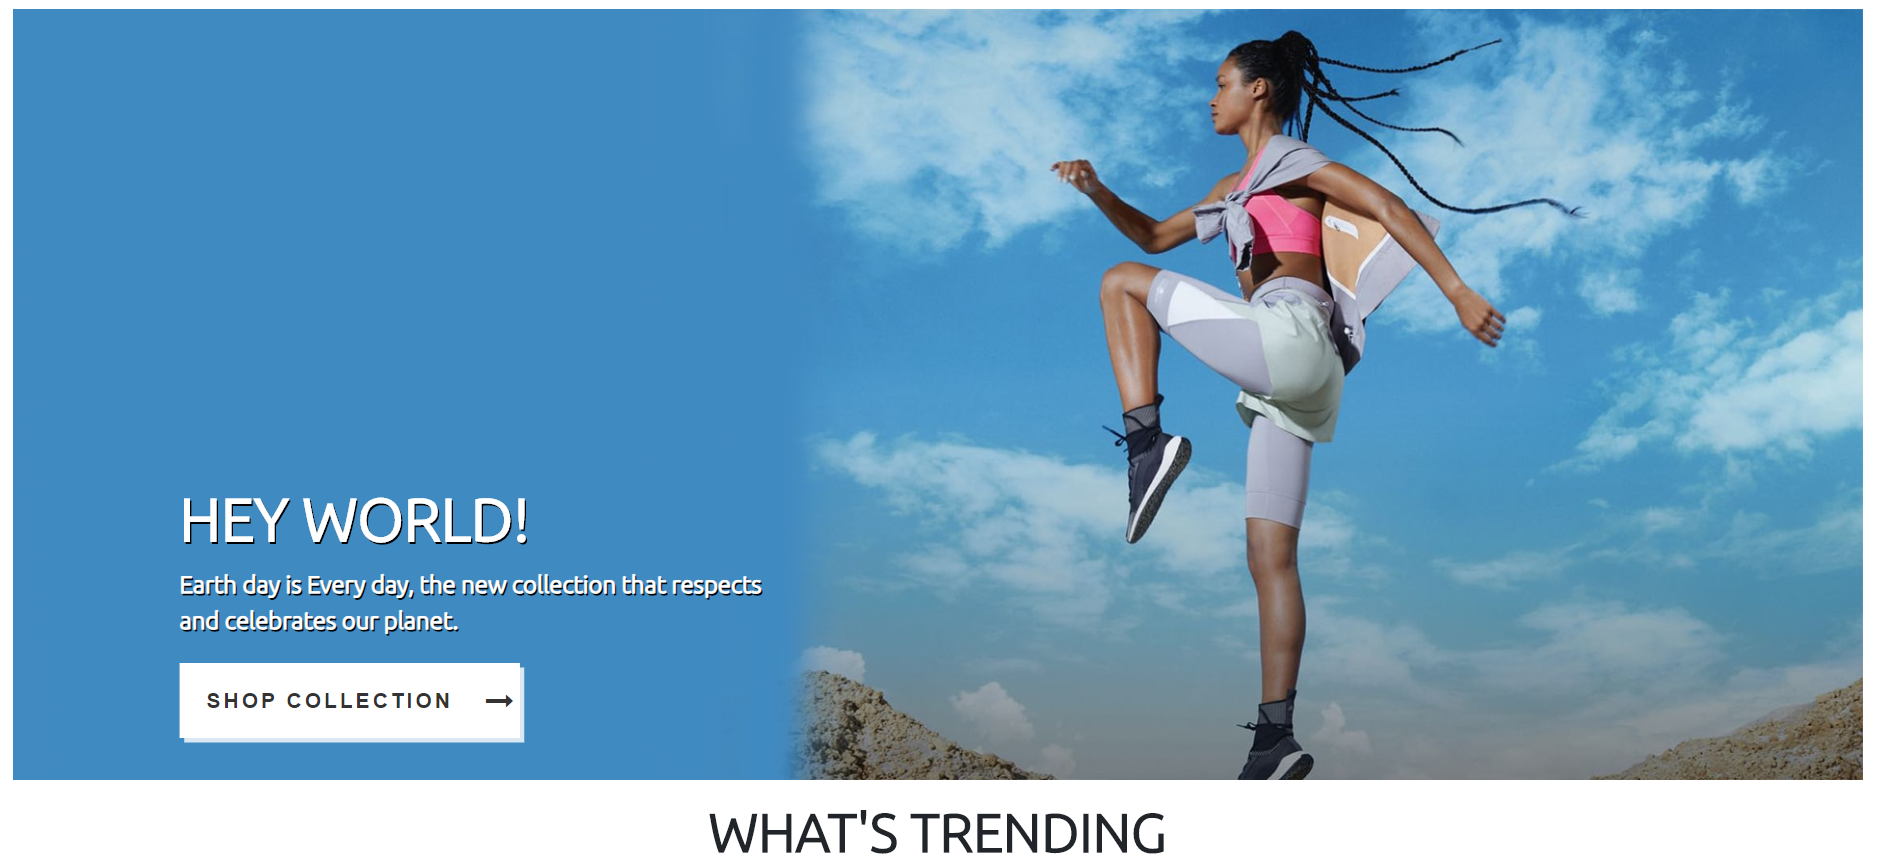 HEY WORLD!
Earth day is Every day, the new collection that respects
and celebrates our planet.
SHOP COLLECTION
WHAT'S TRENDING